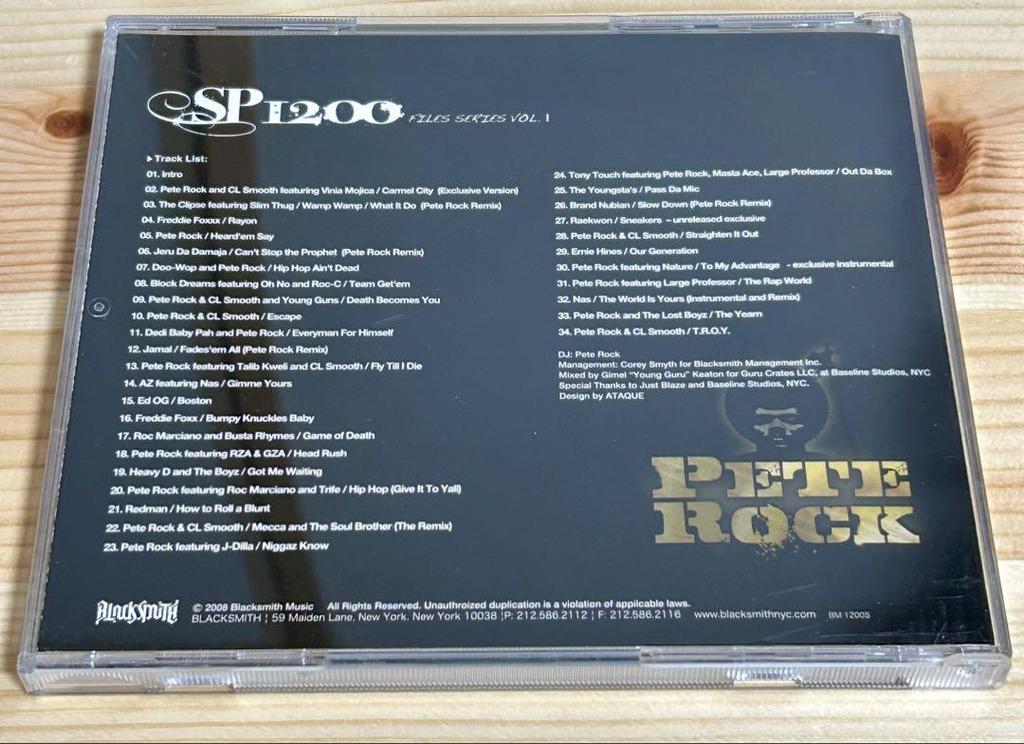 SP1200 FILES SERIES VOL. 1
Track List:
01. Intro
02. Pete Rock and CL Smooth featuring Vinia Mojica / Carmel City (Exclusive Version)
03. The Clipse featuring Slim Thug / Wamp Wamp / What It Do (Pete Rock Remix)
04. Freddie Foxxx / Rayon
05. Pete Rock / Heard'em Say
06. Jeru Da Damaja / Can't Stop the Prophet (Pete Rock Remix)
07. Doo-Wop and Pete Rock / Hip Hop Ain't Dead
08. Block Dreams featuring Oh No and Roc-C / Team Get'em
09. Pete Rock & CL Smooth and Young Guns / Death Becomes You
10. Pete Rock & CL Smooth / Escape
11. Dedi Baby Pah and Pete Rock / Everyman For Himself
12. Jamal / Fades'em All (Pete Rock Remix)
13. Pete Rock featuring Talib Kweli and CL Smooth / Fly Till I Die
14. AZ featuring Nas / Gimme Yours
15. Ed OG / Boston
16. Freddie Foxx / Bumpy Knuckles Baby
17. Roc Marciano and Busta Rhymes / Game of Death
18. Pete Rock featuring RZA & GZA / Head Rush
19. Heavy D and The Boyz / Got Me Waiting
20. Pete Rock featuring Roc Marciano and Trife / Hip Hop (Give It To Yall)
21. Redman / How to Roll a Blunt
22. Pete Rock & CL Smooth / Mecca and The Soul Brother (The Remix)
23. Pete Rock featuring J-Dilla / Niggaz Know
24. Tony Touch featuring Pete Rock, Masta Ace, Large Professor / Out Da Box
25. The Youngsta's / Pass Da Mic
26. Brand Nubian / Slow Down (Pete Rock Remix)
27. Raekwon / Sneakers - unreleased exclusive
28. Pete Rock & CL Smooth / Straighten It Out
29. Ernie Hines / Our Generation
30. Pete Rock featuring Nature / To My Advantage - exclusive instrumental
31. Pete Rock featuring Large Professor / The Rap World
32. Nas / The World Is Yours (Instrumental and Remix)
33. Pete Rock and The Lost Boyz / The Yearn
34. Pete Rock & CL Smooth / T.R.O.Y.
DJ: Pete Rock
Management: Corey Smyth for Blacksmith Management Inc.
Mixed by Gimel "Young Guru" Keaton for Guru Crates LLC, at Baseline Studios, NYC
Special Thanks to Just Blaze and Baseline Studios, NYC.
Design by ATAQUE
PETE
ROCK
BLACKSMITH
© 2008 Blacksmith Music All Rights Reserved. Unauthroized duplication is a violation of appilcable laws.
BLACKSMITH ¦ 59 Maiden Lane, New York, New York 10038 ¦P: 212.586.2112 ¦ F: 212.586.2116 www.blacksmithnyc.com BM 1200S